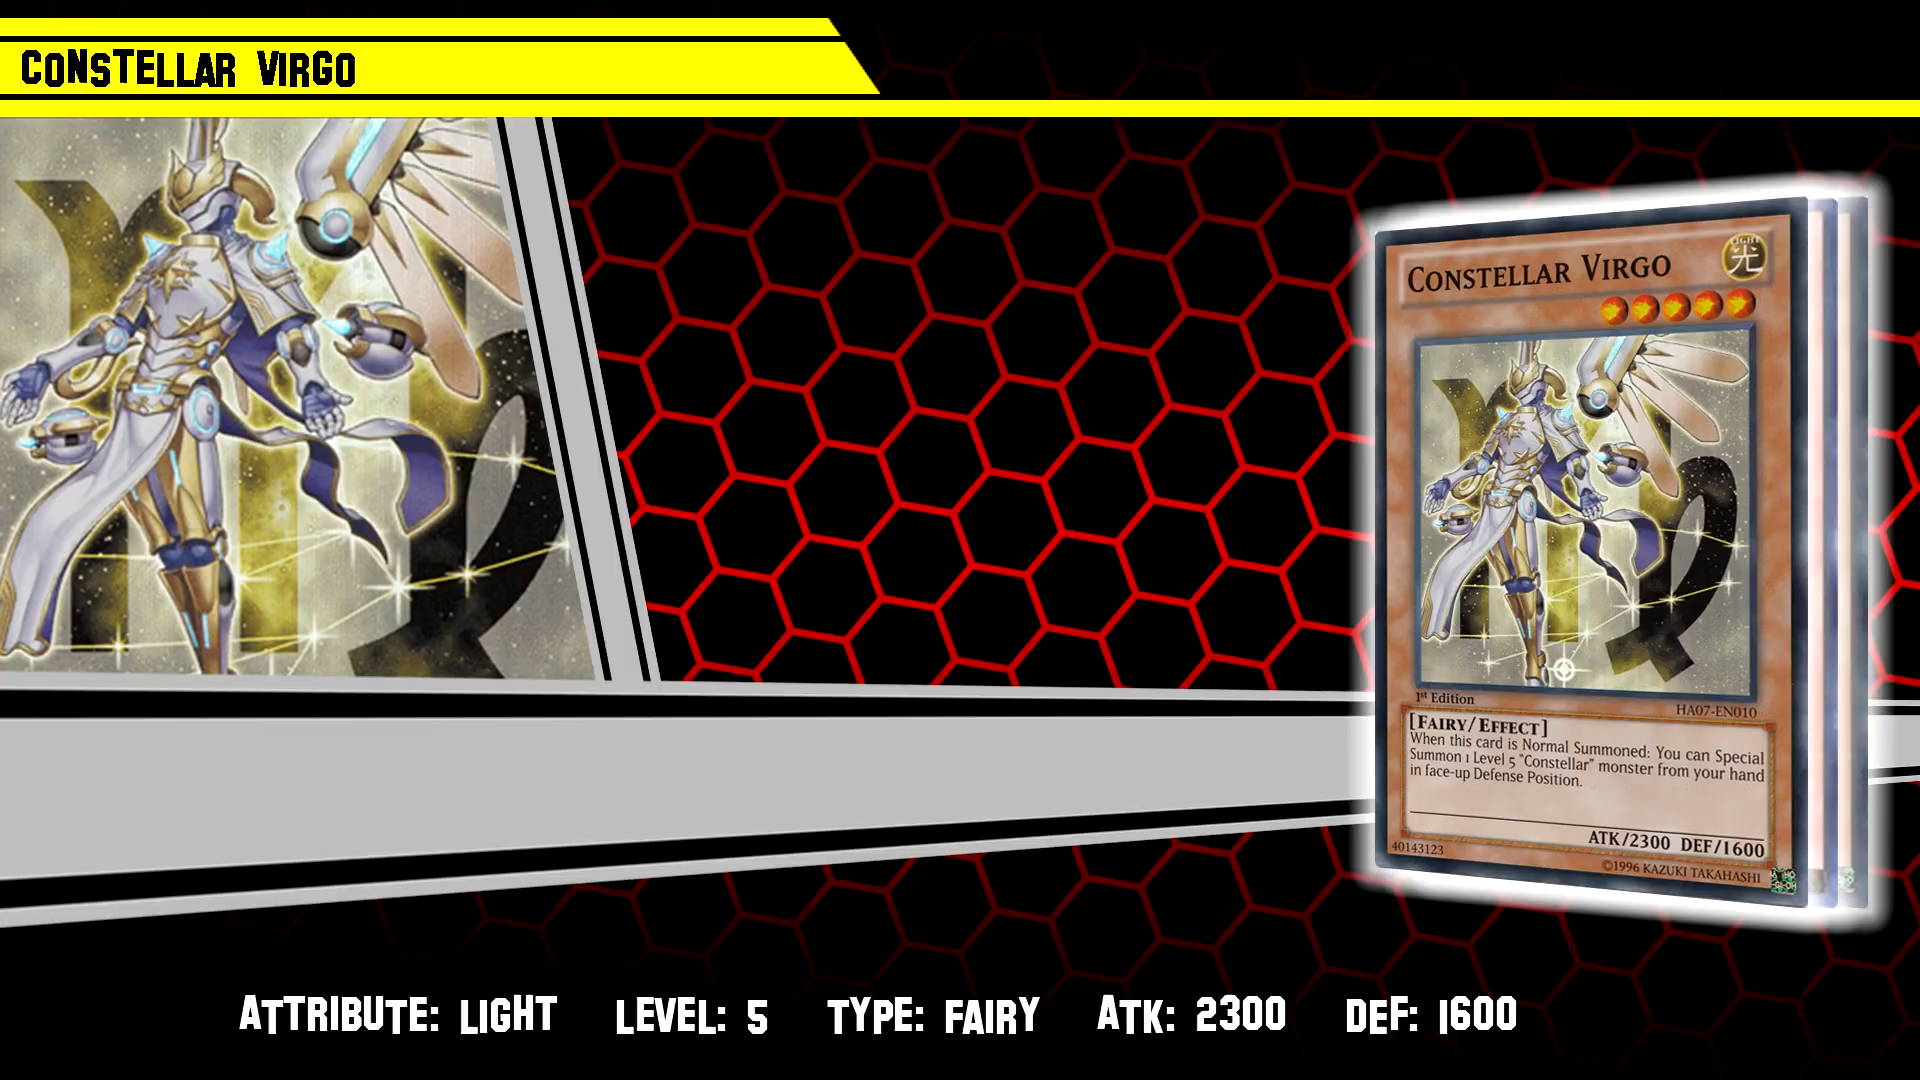 CONSTELLAR VIRGO
CONSTELLAR VIRGO
LIGHT
光
1st Edition
HA07-EN010
[FAIRY/EFFECT]
When this card is Normal Summoned: You can Special
Summon 1 Level 5 "Constellar" monster from your hand
in face-up Defense Position.
ATK/2300 DEF/1600
40143123
©1996 KAZUKI TAKAHASHI
ATTRIBUTE: LIGHT LEVEL: 5 TYPE: FAIRY ATK: 2300 DEF: 1600